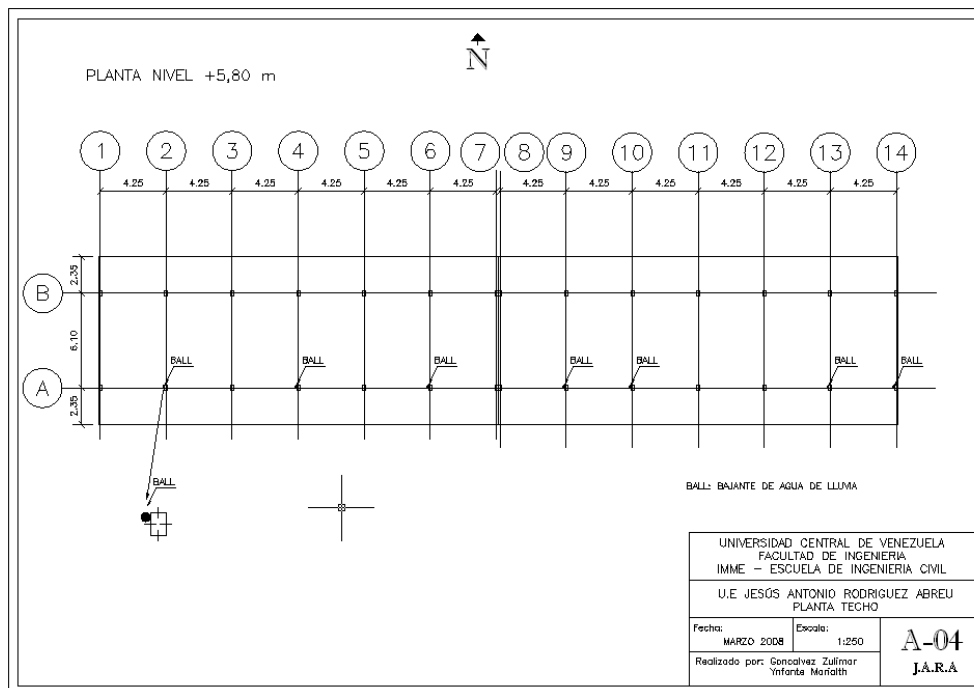 N
PLANTA NIVEL +5,80 m
1 2 3 4 5 6 7 8 9 10 11 12 13 14
4.25 4.25 4.25 4.25 4.25 4.25 4.25 4.25 4.25 4.25 4.25 4.25
2.35
B
6.10
BALL BALL BALL BALL BALL BALL BALL
A
2.35
BALL
BALL: BAJANTE DE AGUA DE LLUVIA
UNIVERSIDAD CENTRAL DE VENEZUELA
FACULTAD DE INGENIERIA
IMME - ESCUELA DE INGENIERIA CIVIL
U.E JESÚS ANTONIO RODRIGUEZ ABREU
PLANTA TECHO
Fecha:
MARZO 2008
Escala:
1:250
A-04
J.A.R.A
Realizado por: Goncalvez Zulimar
Ynfante Marialth